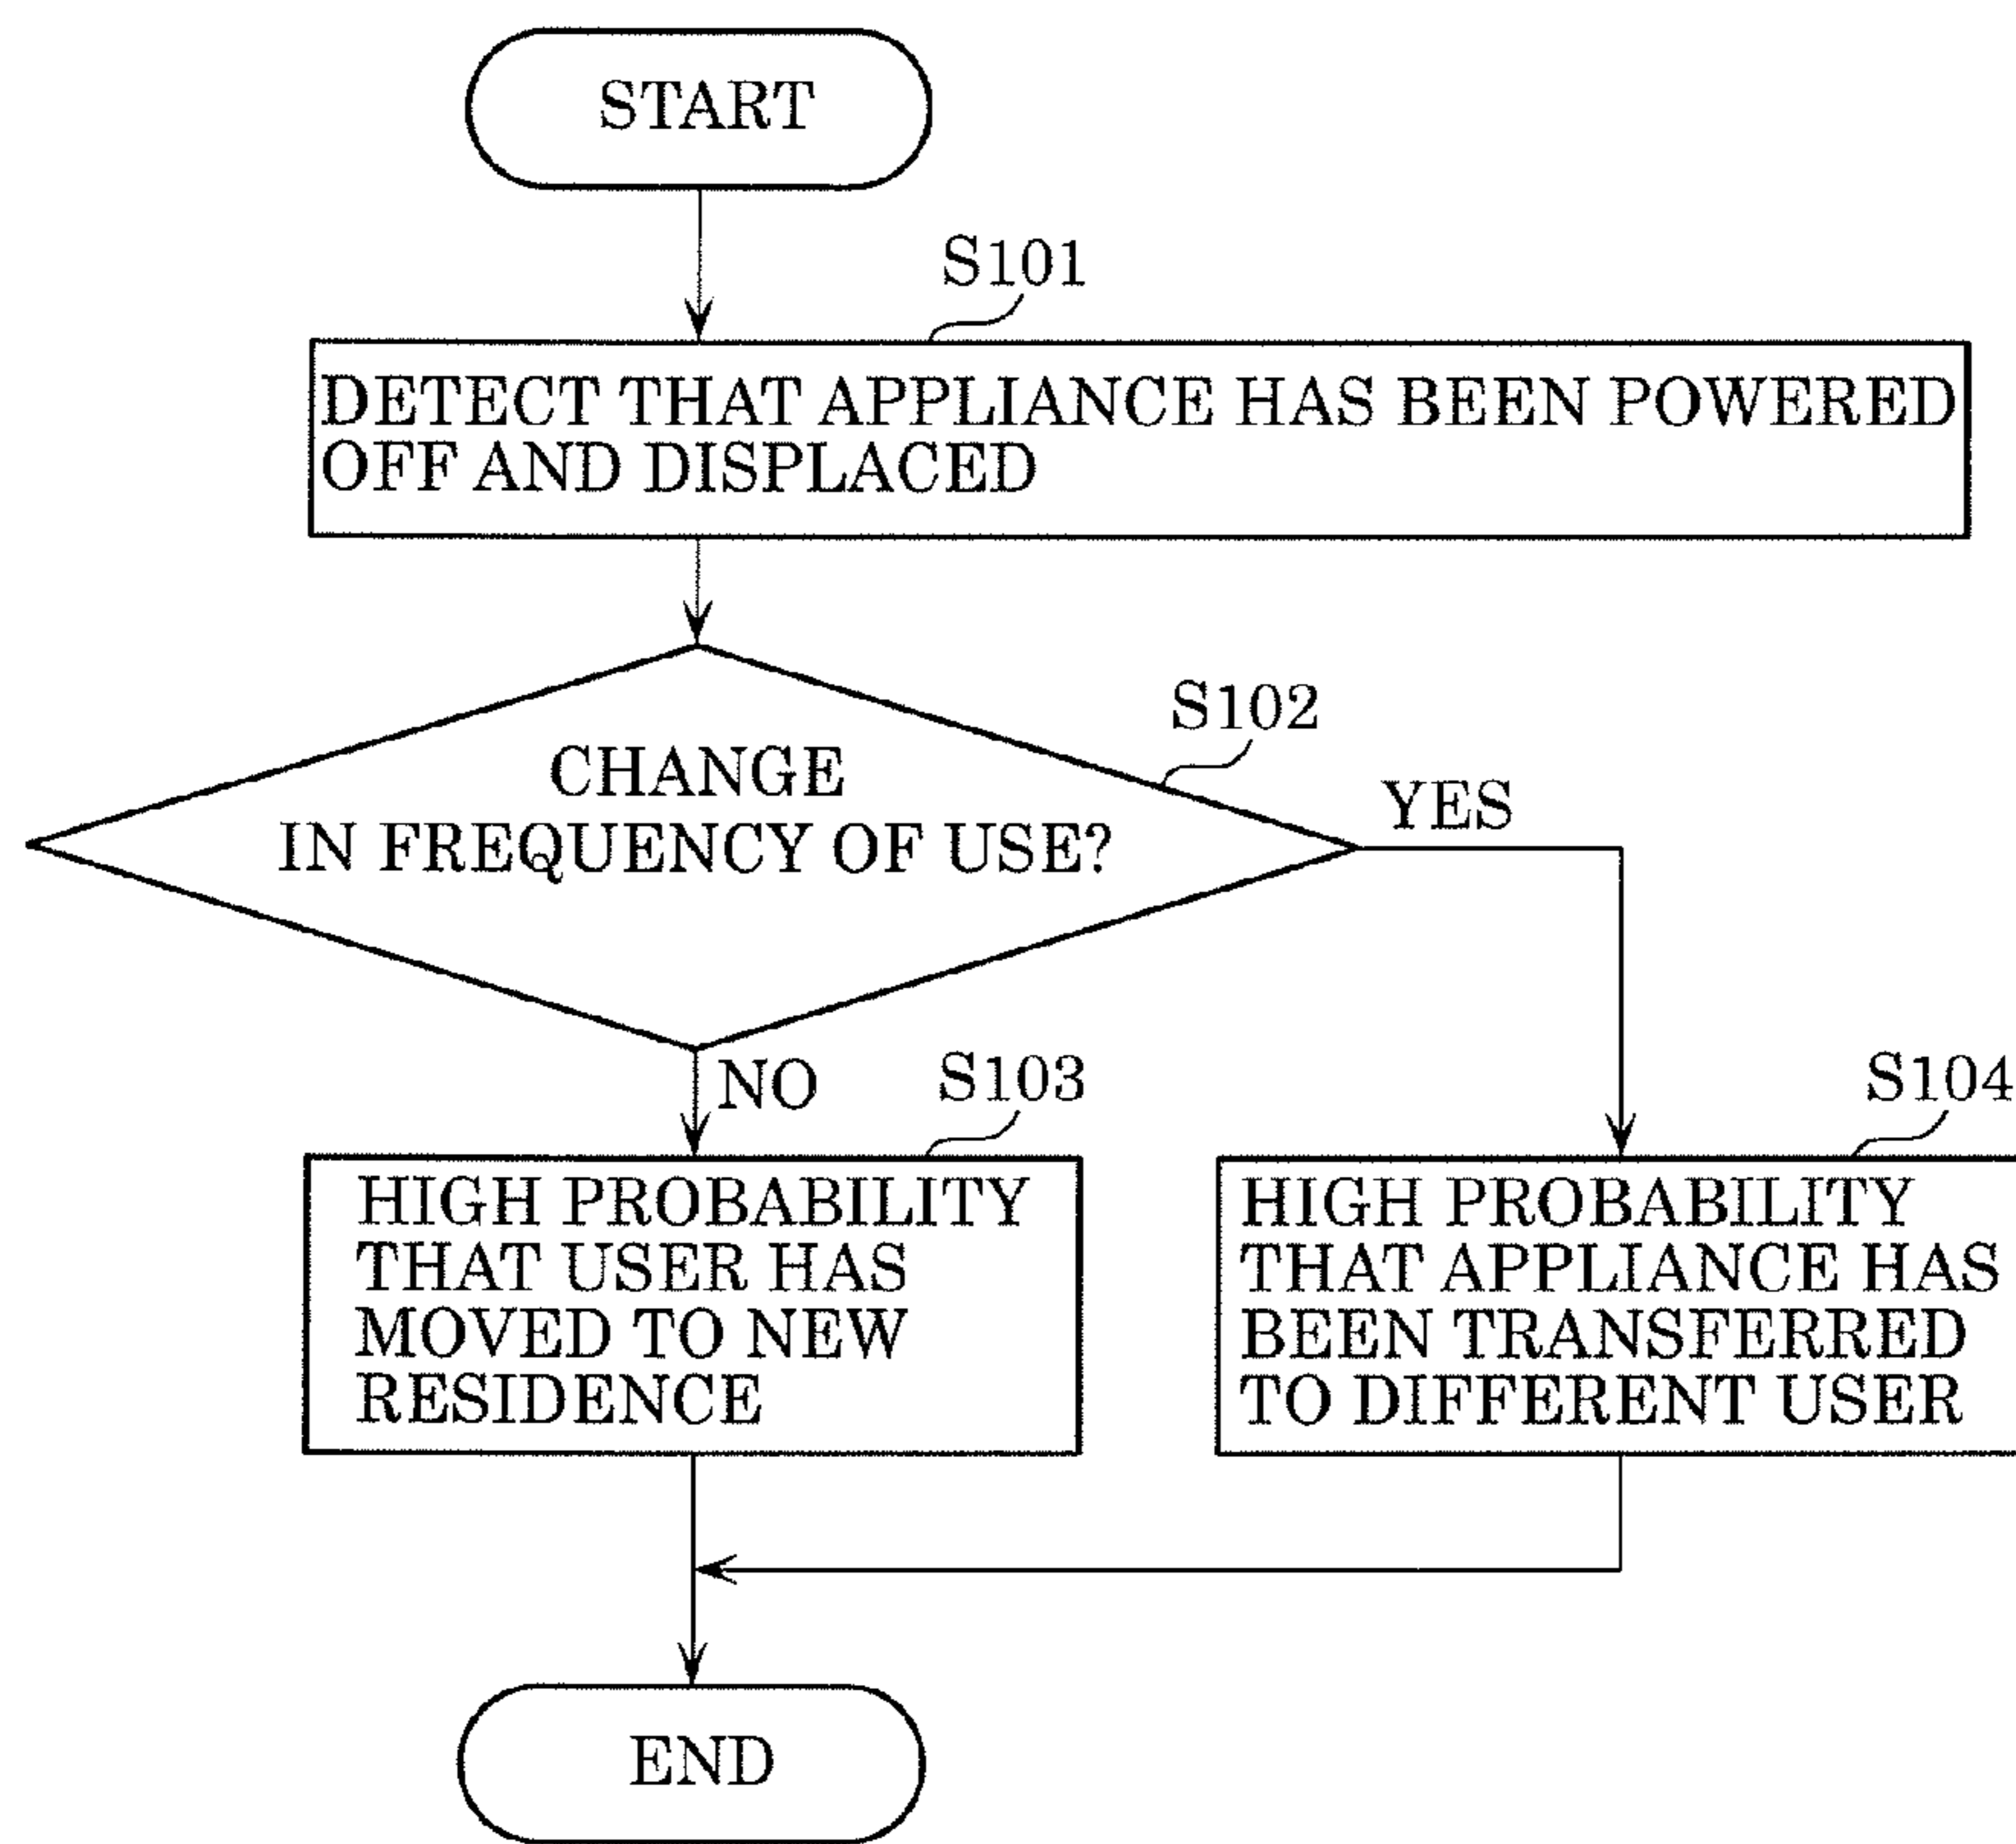 START
S101
DETECT THAT APPLIANCE HAS BEEN POWERED
OFF AND DISPLACED
S102
CHANGE
IN FREQUENCY OF USE?
YES
NO
S103
HIGH PROBABILITY
THAT USER HAS
MOVED TO NEW
RESIDENCE
S104
HIGH PROBABILITY
THAT APPLIANCE HAS
BEEN TRANSFERRED
TO DIFFERENT USER
END